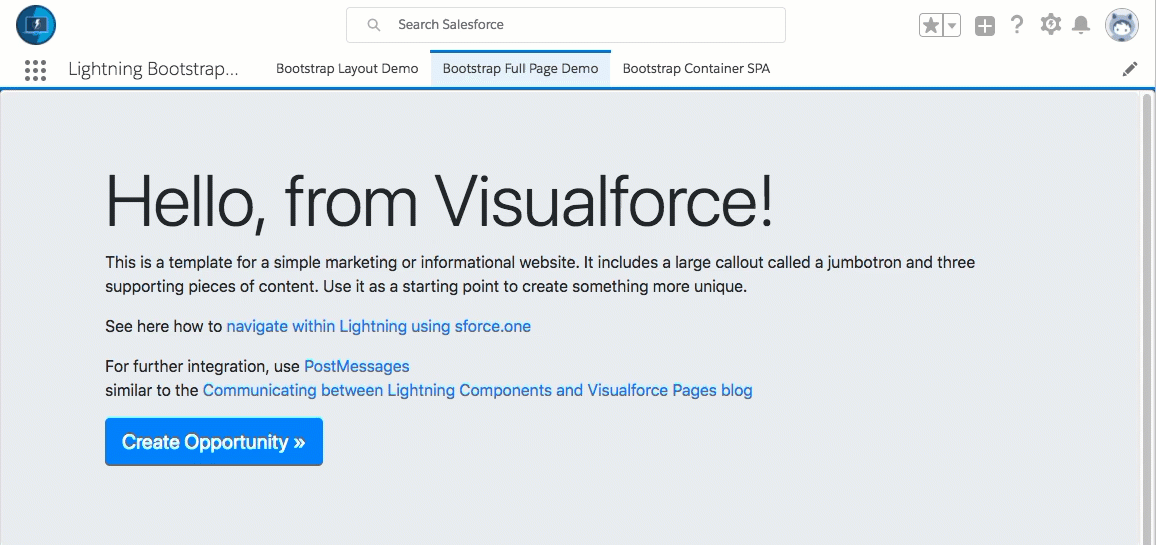 Search Salesforce
Lightning Bootstrap...
Bootstrap Layout Demo
Bootstrap Full Page Demo
Bootstrap Container SPA
Hello, from Visualforce!
This is a template for a simple marketing or informational website. It includes a large callout called a jumbotron and three
supporting pieces of content. Use it as a starting point to create something more unique.
See here how to navigate within Lightning using sforce.one
For further integration, use PostMessages
similar to the Communicating between Lightning Components and Visualforce Pages blog
Create Opportunity »